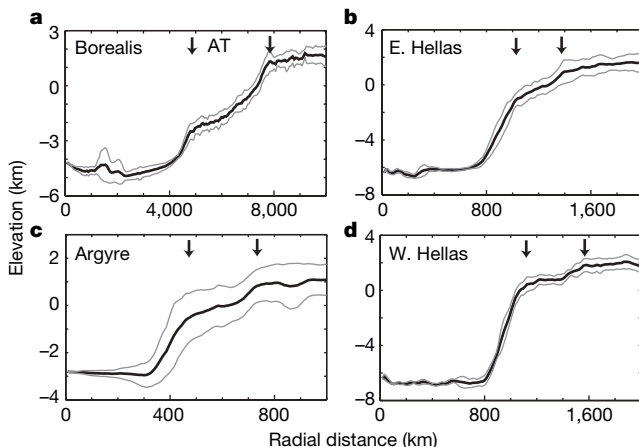 a
Borealis
AT
3
0
−3
−6
0
4,000
8,000
b
E. Hellas
4
0
−4
−8
0
800
1,600
c
Argyre
2
0
−2
−4
0
400
800
d
W. Hellas
4
0
−4
−8
0
800
1,600
Elevation (km)
Radial distance (km)